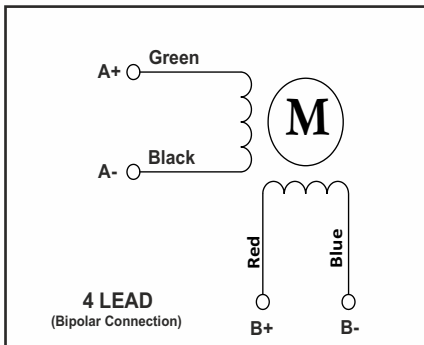 Green
A+
M
Black
A-
Red
Blue
4 LEAD
(Bipolar Connection)
B+
B-